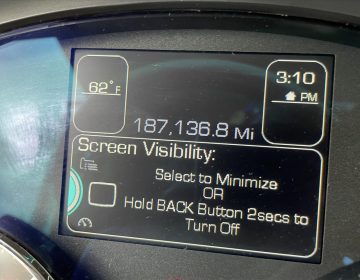 62°F
3:10
PM
187,136.8 Mi
Screen Visibility:
Select to Minimize
OR
Hold BACK Button 2secs to
Turn Off